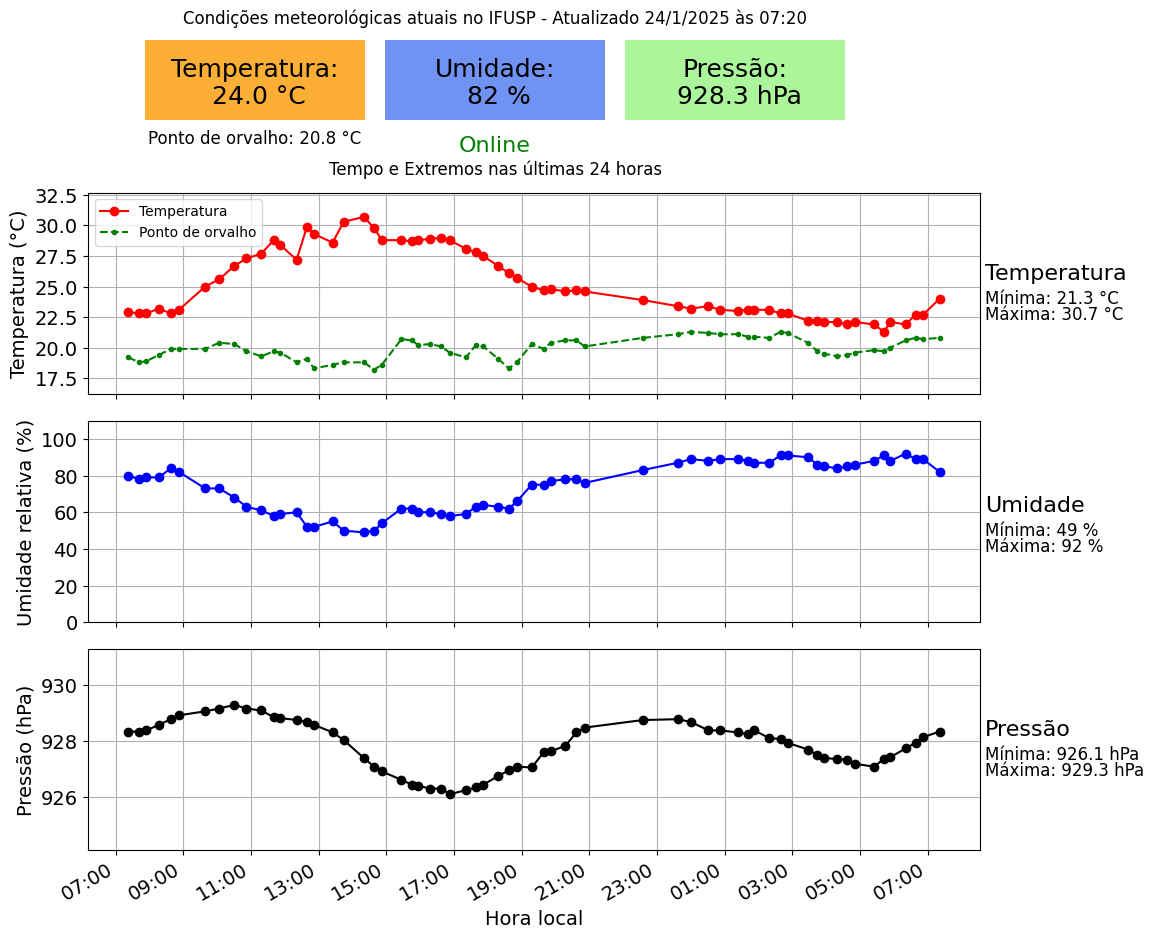 Condições meteorológicas atuais no IFUSP - Atualizado 24/1/2025 às 07:20
Temperatura:
24.0 °C
Umidade:
82 %
Pressão:
928.3 hPa
Ponto de orvalho: 20.8 °C
Online
Tempo e Extremos nas últimas 24 horas
Temperatura (°C)
32.5
30.0
27.5
25.0
22.5
20.0
17.5
Temperatura
Ponto de orvalho
Temperatura
Mínima: 21.3 °C
Máxima: 30.7 °C
Umidade relativa (%)
100
80
60
40
20
0
Umidade
Mínima: 49 %
Máxima: 92 %
Pressão (hPa)
930
928
926
Pressão
Mínima: 926.1 hPa
Máxima: 929.3 hPa
07:00 09:00 11:00 13:00 15:00 17:00 19:00 21:00 23:00 01:00 03:00 05:00 07:00
Hora local